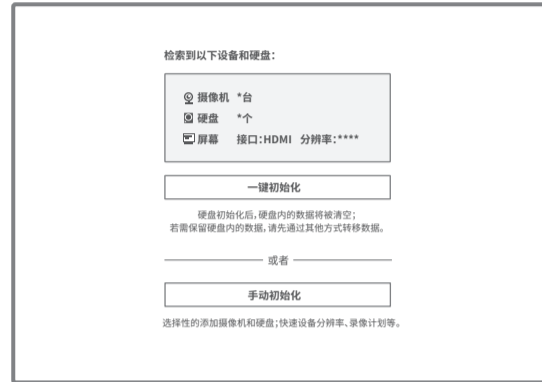 检索到以下设备和硬盘：
摄像机 *台
硬盘 *个
屏幕 接口：HDMI 分辨率：****
一键初始化
硬盘初始化后，硬盘内的数据将被清空；
若需保留硬盘内的数据，请先通过其他方式转移数据。
或者
手动初始化
选择性的添加摄像机和硬盘；快速设备分辨率、录像计划等。